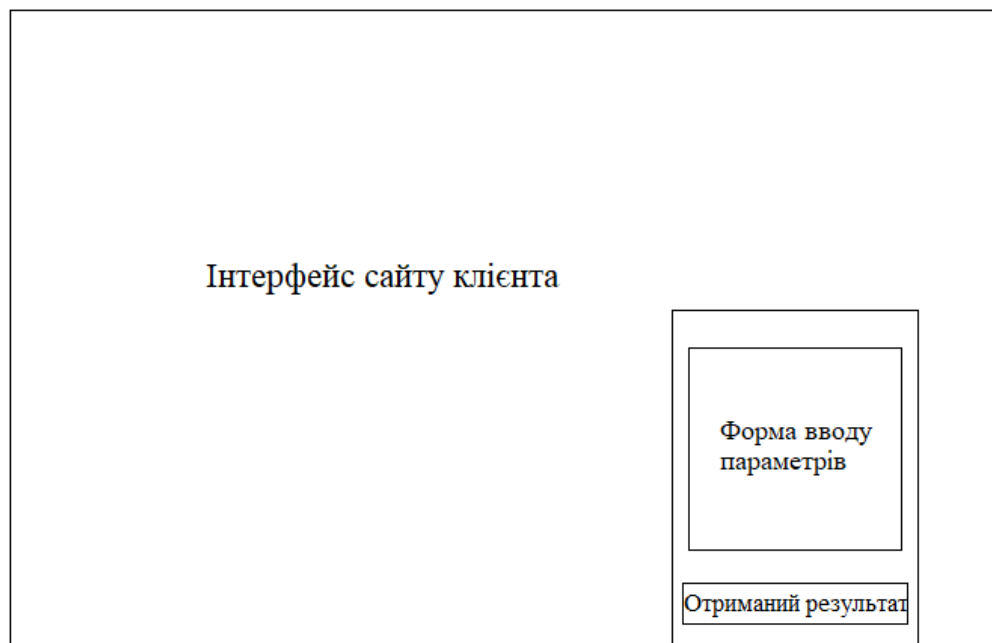 Інтерфейс сайту клієнта
Форма вводу
параметрів
Отриманий результат